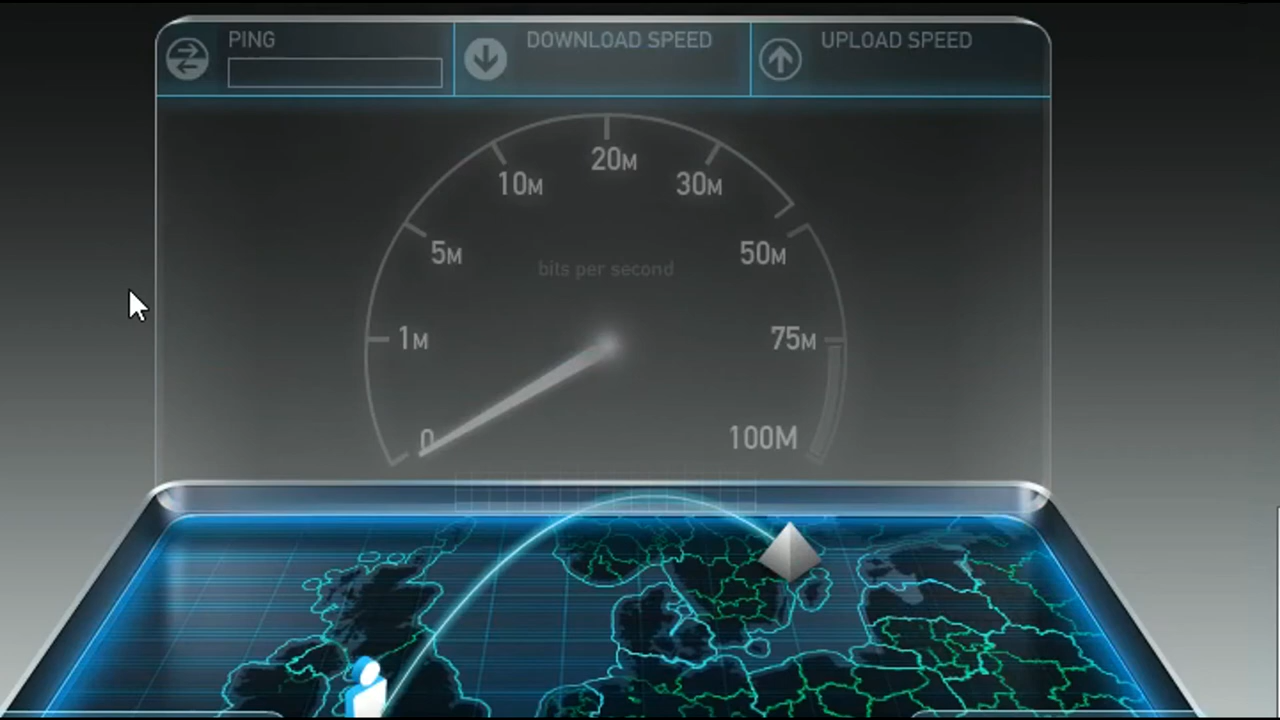 PING
DOWNLOAD SPEED
UPLOAD SPEED
20M
10M
30M
5M
50M
bits per second
1M
75M
0
100M